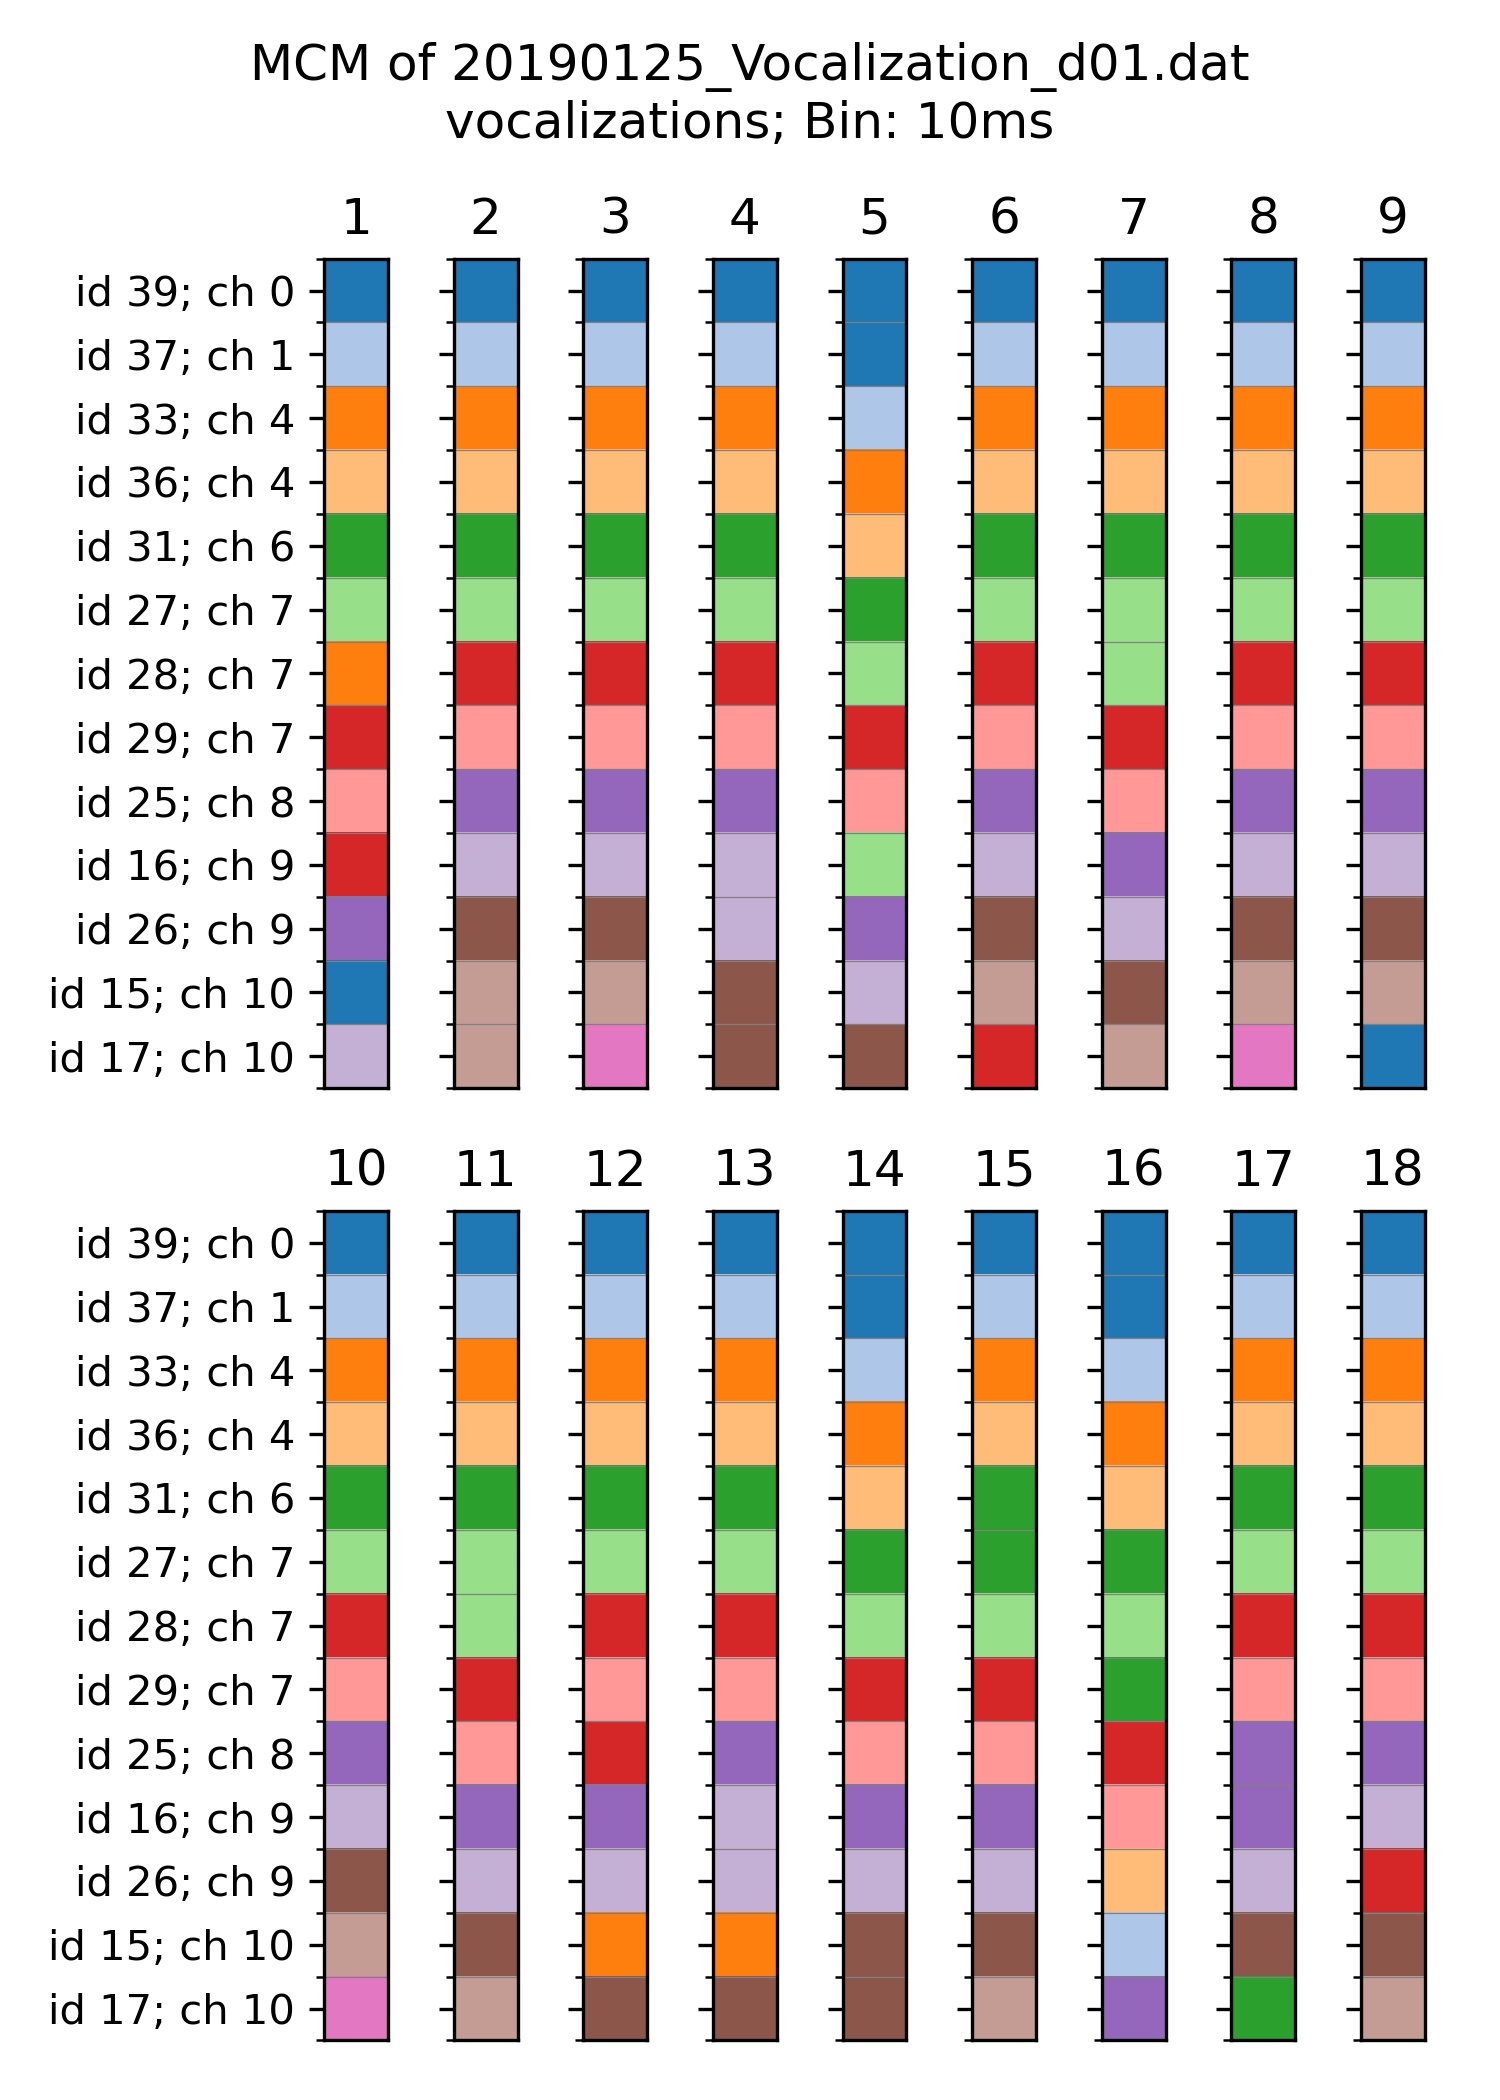 MCM of 20190125_Vocalization_d01.dat
vocalizations; Bin: 10ms
1 2 3 4 5 6 7 8 9
id 39; ch 0
id 37; ch 1
id 33; ch 4
id 36; ch 4
id 31; ch 6
id 27; ch 7
id 28; ch 7
id 29; ch 7
id 25; ch 8
id 16; ch 9
id 26; ch 9
id 15; ch 10
id 17; ch 10
10 11 12 13 14 15 16 17 18
id 39; ch 0
id 37; ch 1
id 33; ch 4
id 36; ch 4
id 31; ch 6
id 27; ch 7
id 28; ch 7
id 29; ch 7
id 25; ch 8
id 16; ch 9
id 26; ch 9
id 15; ch 10
id 17; ch 10